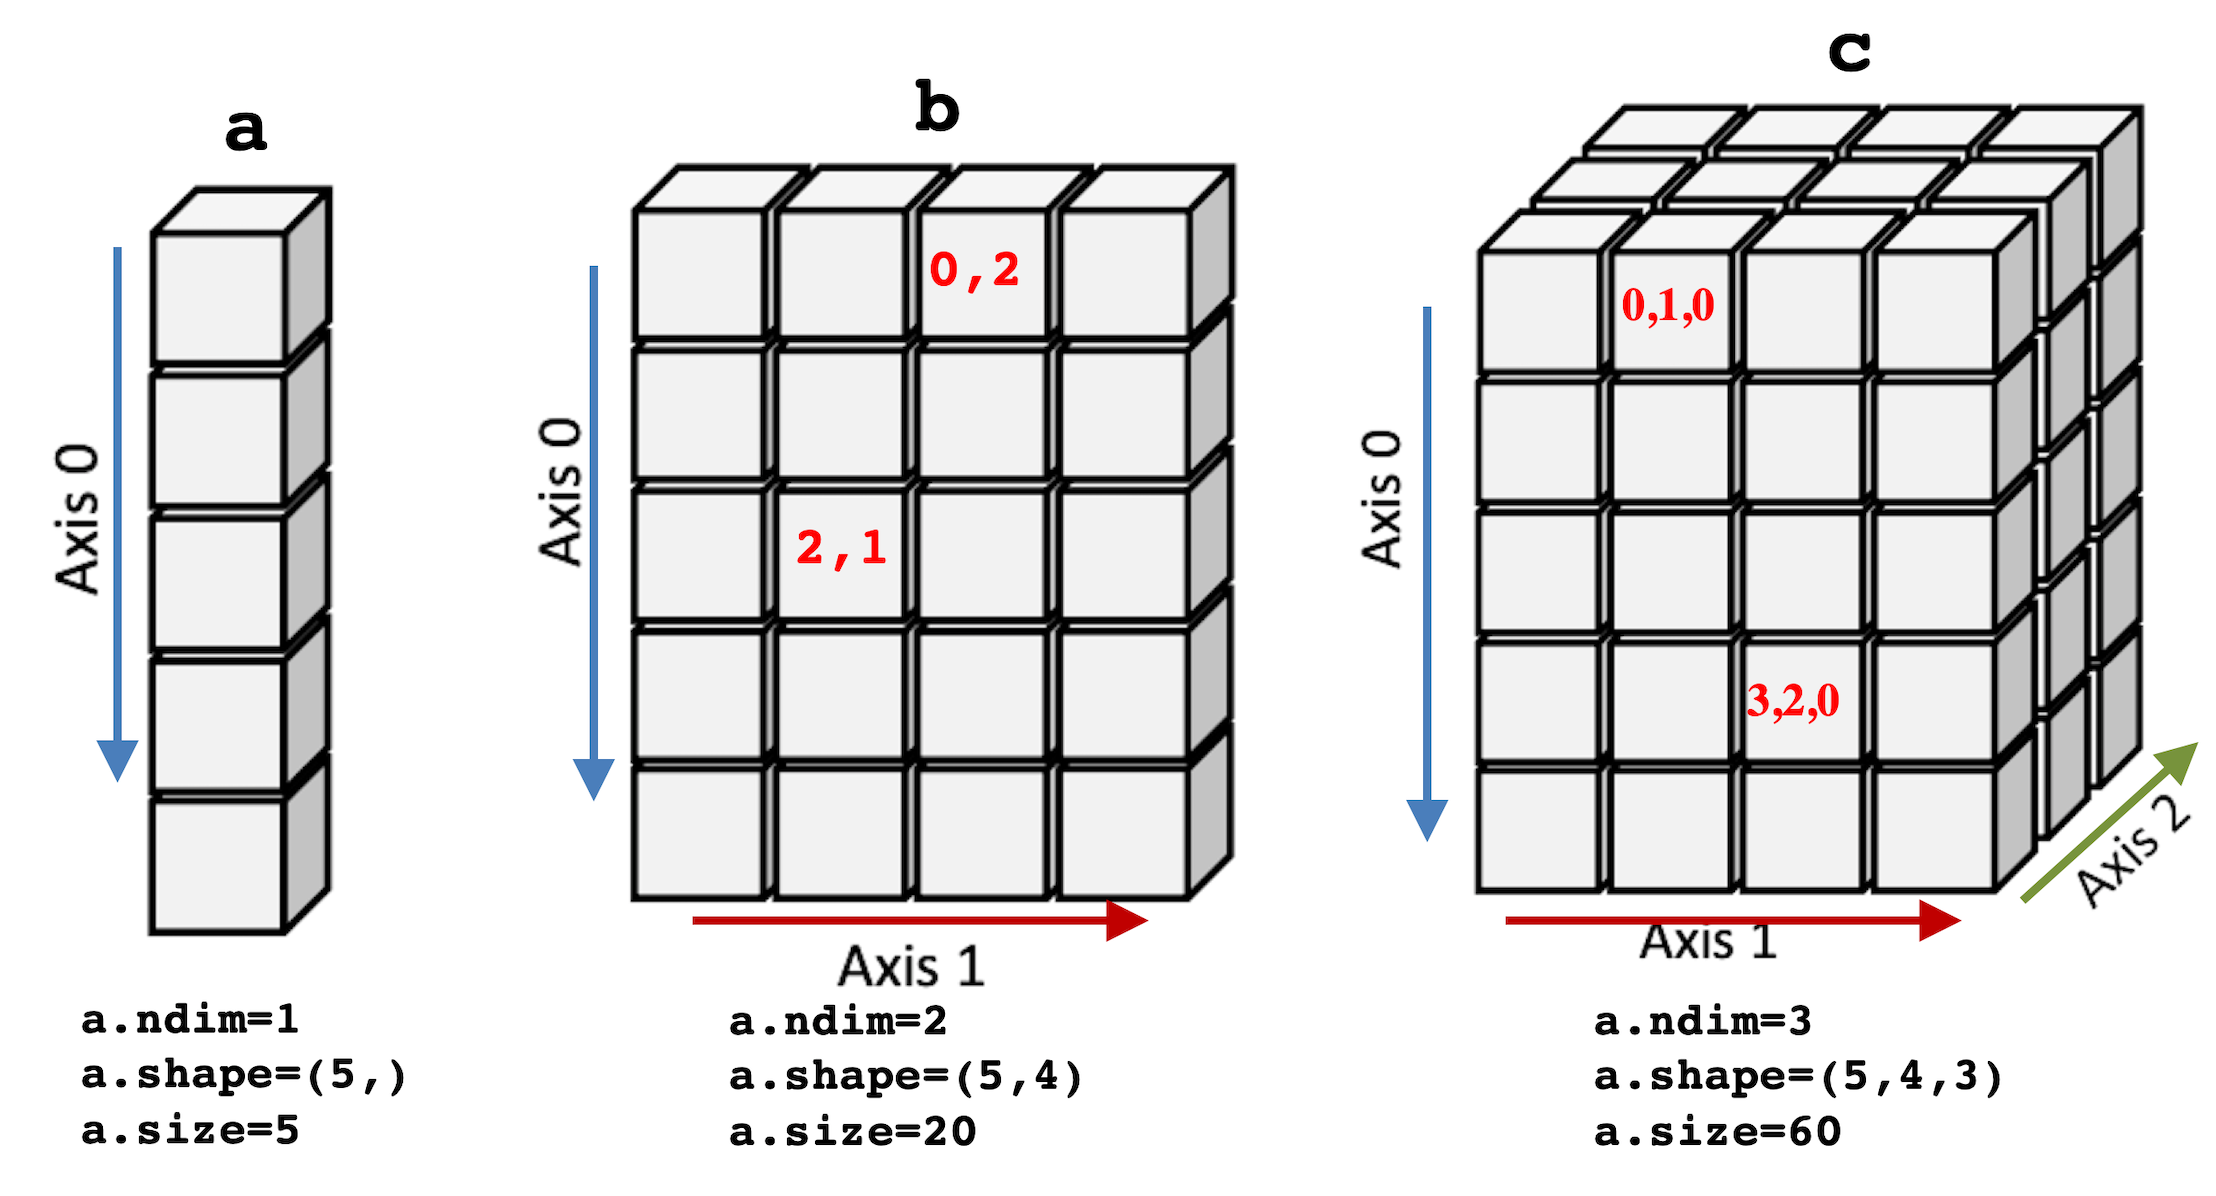 a
Axis 0
a.ndim=1
a.shape=(5,)
a.size=5
b
0,2
2,1
Axis 0
Axis 1
a.ndim=2
a.shape=(5,4)
a.size=20
c
0,1,0
3,2,0
Axis 0
Axis 1
Axis 2
a.ndim=3
a.shape=(5,4,3)
a.size=60